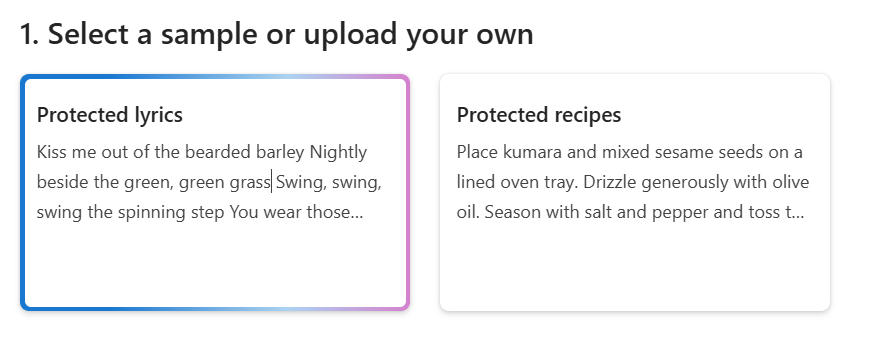 1. Select a sample or upload your own
Protected lyrics
Kiss me out of the bearded barley Nightly
beside the green, green grass Swing, swing,
swing the spinning step You wear those...
Protected recipes
Place kumara and mixed sesame seeds on a
lined oven tray. Drizzle generously with olive
oil. Season with salt and pepper and toss t...